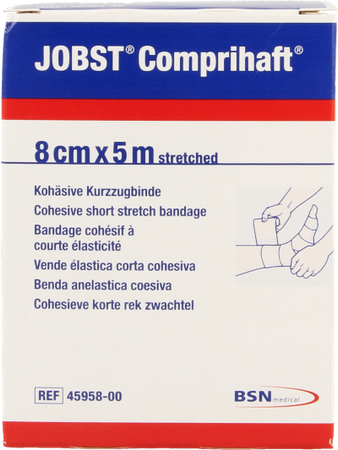 JOBST® Comprihaft®
8 cm x 5 m stretched
Kohäsive Kurzzugbinde
Cohesive short stretch bandage
Bandage cohésif à
courte élasticité
Vende élastica corta cohesiva
Benda anelastica coesiva
Cohesieve korte rek zwachtel
REF 45958-00
BSN medical